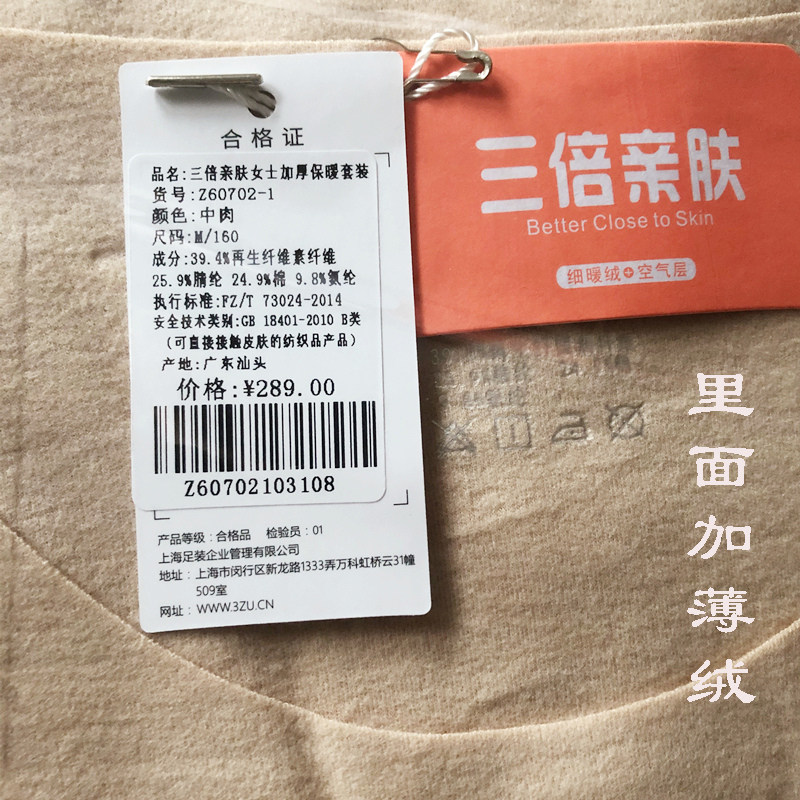 合格证
品名:三倍亲肤女士加厚保暖套装
货号:Z60702-1
颜色:中肉
尺码:M/160
成分:39.4%再生纤维素纤维
25.9%腈纶 24.9%棉 9.8%氨纶
执行标准:FZ/T 73024-2014
安全技术类别:GB 18401-2010 B类
（可直接接触皮肤的纺织品产品）
产地:广东汕头
价格:¥289.00
Z60702103108
产品等级：合格品 检验员：01
上海足装企业管理有限公司
地址：上海市闵行区新龙路1333弄万科虹桥云31幢
509室
网址：WWW.3ZU.CN
三倍亲肤
Better Close to Skin
细暖绒+空气层
里面加薄绒